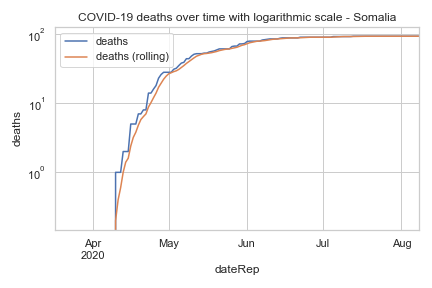 COVID-19 deaths over time with logarithmic scale - Somalia
deaths
deaths (rolling)
10²
10¹
10⁰
deaths
Apr
2020
May
Jun
Jul
Aug
dateRep